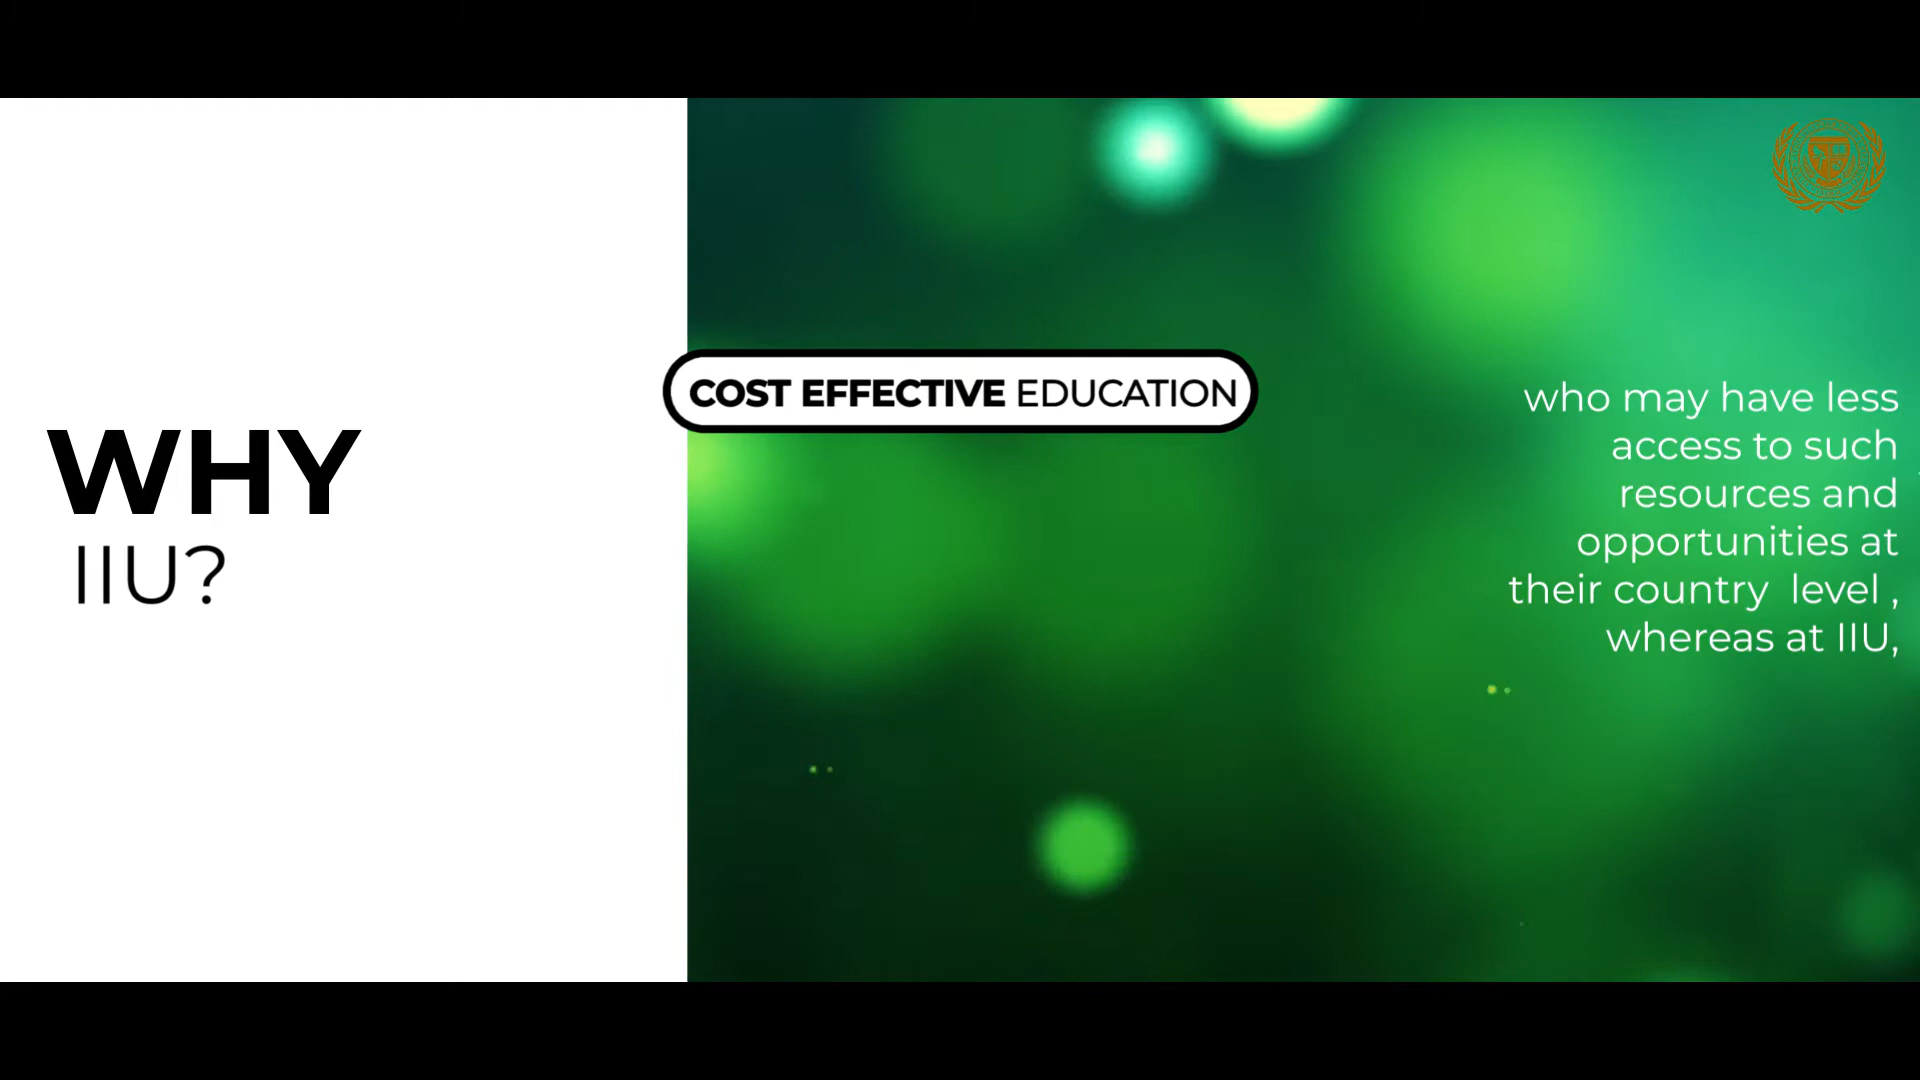 WHY
IIU?
COST EFFECTIVE EDUCATION
who may have less
access to such
resources and
opportunities at
their country  level ,
whereas at IIU,